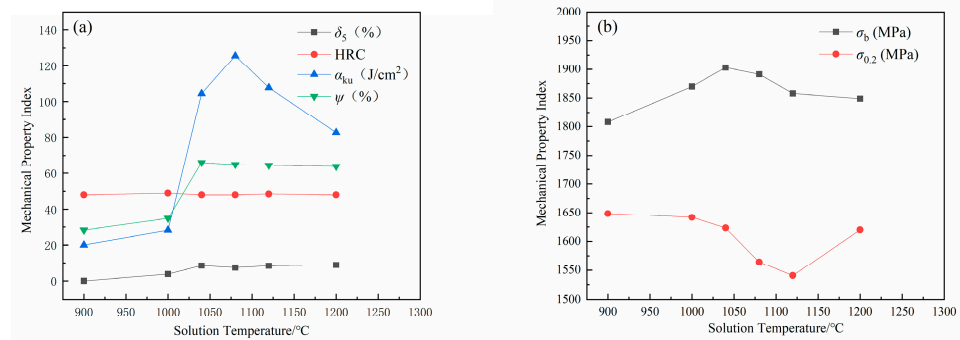 (a)
δ5 (%)
HRC
αku (J/cm²)
ψ (%)
Mechanical Property Index
140
120
100
80
60
40
20
0
900 950 1000 1050 1100 1150 1200 1250 1300
Solution Temperature/°C
(b)
σb (MPa)
σ0.2 (MPa)
Mechanical Property Index
2000
1950
1900
1850
1800
1750
1700
1650
1600
1550
1500
900 950 1000 1050 1100 1150 1200 1250 1300
Solution Temperature/°C